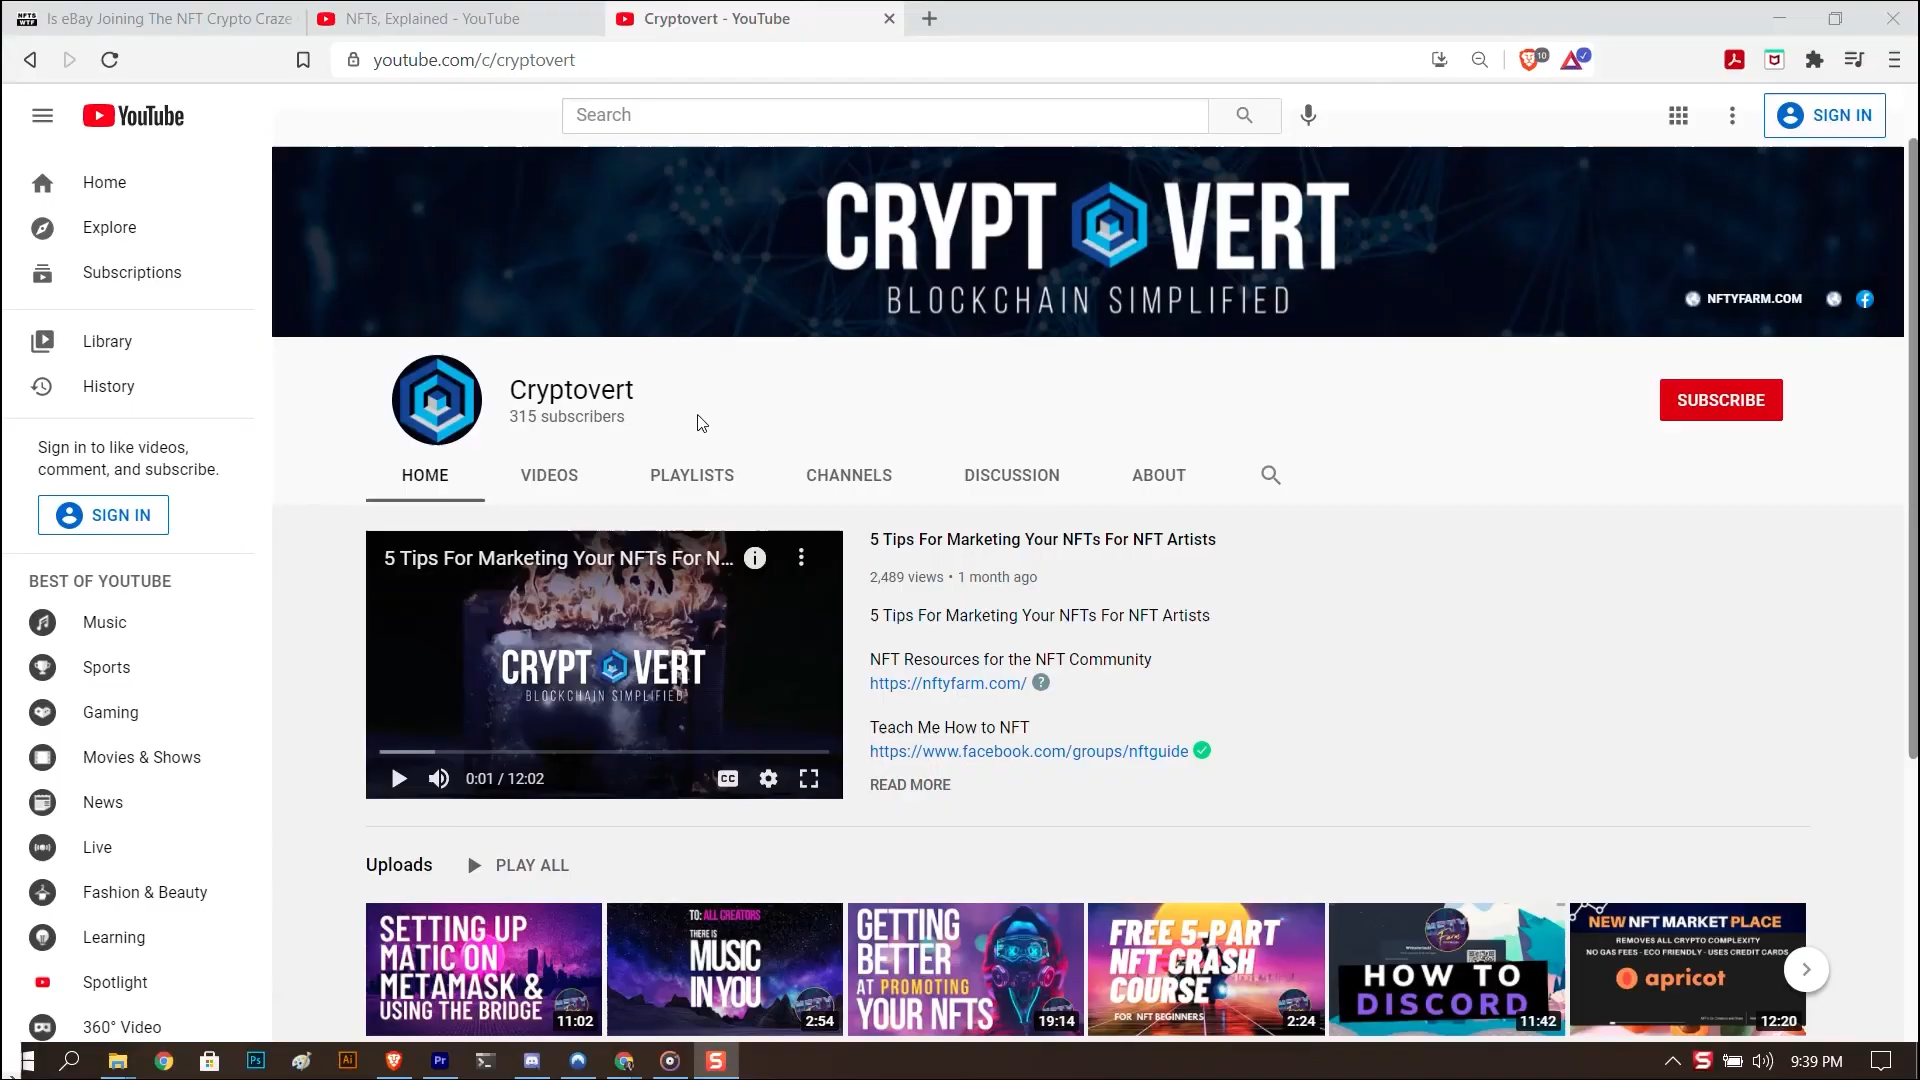 NFTS
WTF
Is eBay Joining The NFT Crypto Craze
NFTs, Explained - YouTube
Cryptovert - YouTube
youtube.com/c/cryptovert
10
YouTube
Search
SIGN IN
Home
Explore
Subscriptions
Library
History
Sign in to like videos,
comment, and subscribe.
SIGN IN
BEST OF YOUTUBE
Music
Sports
Gaming
Movies & Shows
News
Live
Fashion & Beauty
Learning
Spotlight
360° Video
CRYPT VERT
BLOCKCHAIN SIMPLIFIED
NFTYFARM.COM
Cryptovert
315 subscribers
SUBSCRIBE
HOME
VIDEOS
PLAYLISTS
CHANNELS
DISCUSSION
ABOUT
5 Tips For Marketing Your NFTs For N...
CRYPT VERT
BLOCKCHAIN SIMPLIFIED
0:01 / 12:02
CC
5 Tips For Marketing Your NFTs For NFT Artists
2,489 views • 1 month ago
5 Tips For Marketing Your NFTs For NFT Artists
NFT Resources for the NFT Community
https://nftyfarm.com/
Teach Me How to NFT
https://www.facebook.com/groups/nftguide
READ MORE
Uploads
PLAY ALL
SETTING UP
MATIC ON
METAMASK &
USING THE BRIDGE
11:02
TO: ALL CREATORS
THERE IS
MUSIC
IN YOU
2:54
GETTING
BETTER
AT PROMOTING
YOUR NFTS
19:14
FREE 5-PART
NFT CRASH
COURSE
FOR NFT BEGINNERS
2:24
HOW TO
DISCORD
11:42
NEW NFT MARKET PLACE
REMOVES ALL CRYPTO COMPLEXITY
NO GAS FEES - ECO FRIENDLY - USES CREDIT CARDS
apricot
12:20
Ps
Ai
Pr
S
S
9:39 PM